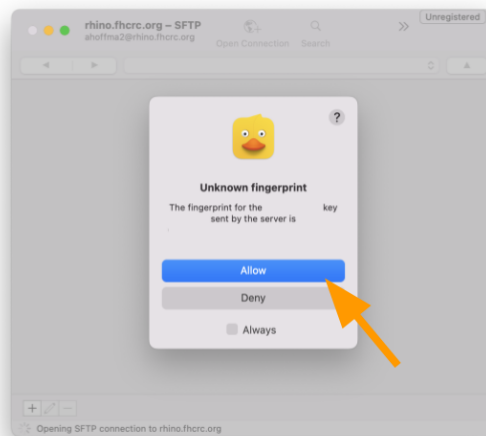 rhino.fhcrc.org – SFTP
ahoffma2@rhino.fhcrc.org
Open Connection
Search
»
Unregistered
?
Unknown fingerprint
The fingerprint for the key
sent by the server is
Allow
Deny
Always
Opening SFTP connection to rhino.fhcrc.org